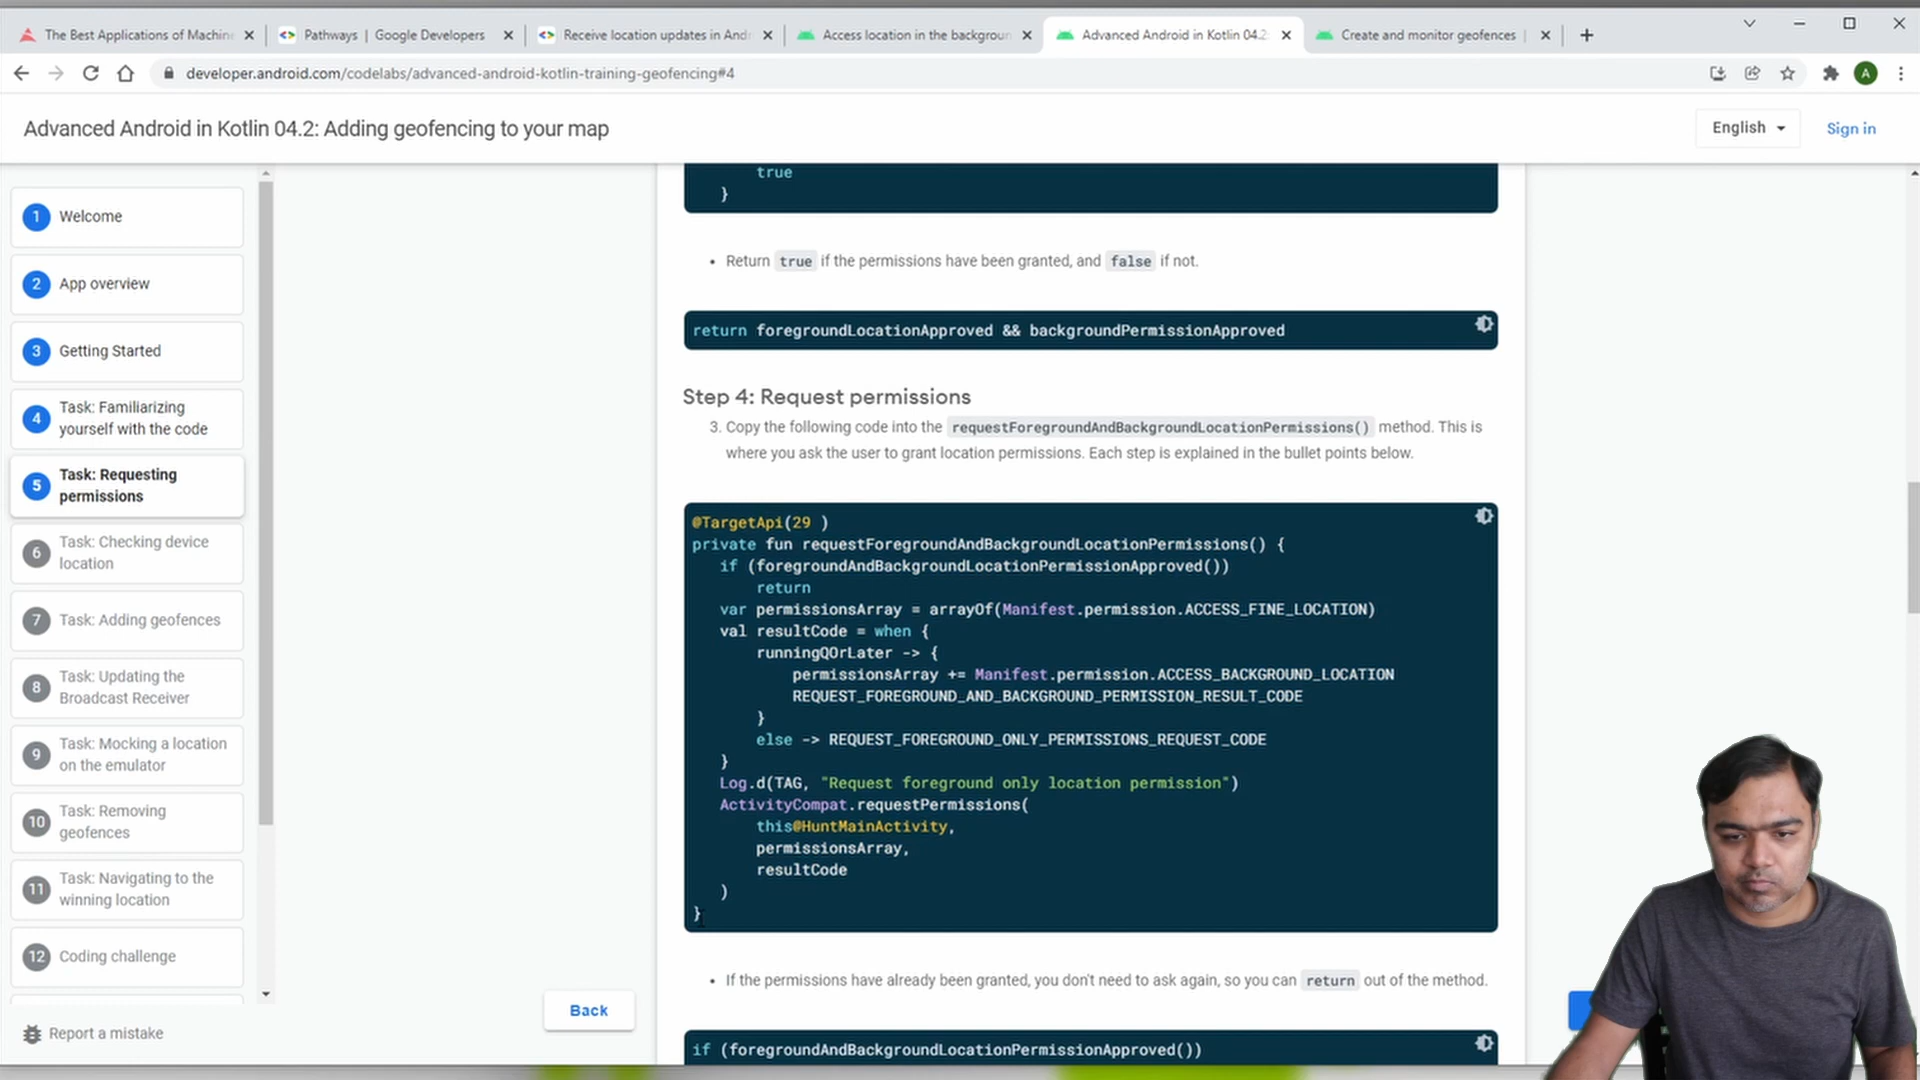 The Best Applications of Machine
Pathways | Google Developers
Receive location updates in And
Access location in the backgroun
Advanced Android in Kotlin 04.2
Create and monitor geofences |
developer.android.com/codelabs/advanced-android-kotlin-training-geofencing#4
A
Advanced Android in Kotlin 04.2: Adding geofencing to your map
English
Sign in
1 Welcome
2 App overview
3 Getting Started
4 Task: Familiarizing
yourself with the code
5 Task: Requesting
permissions
6 Task: Checking device
location
7 Task: Adding geofences
8 Task: Updating the
Broadcast Receiver
9 Task: Mocking a location
on the emulator
10 Task: Removing
geofences
11 Task: Navigating to the
winning location
12 Coding challenge
Report a mistake
true
}
• Return true if the permissions have been granted, and false if not.
return foregroundLocationApproved && backgroundPermissionApproved
Step 4: Request permissions
3. Copy the following code into the requestForegroundAndBackgroundLocationPermissions() method. This is
where you ask the user to grant location permissions. Each step is explained in the bullet points below.
@TargetApi(29 )
private fun requestForegroundAndBackgroundLocationPermissions() {
if (foregroundAndBackgroundLocationPermissionApproved())
return
var permissionsArray = arrayOf(Manifest.permission.ACCESS_FINE_LOCATION)
val resultCode = when {
runningQOrLater -> {
permissionsArray += Manifest.permission.ACCESS_BACKGROUND_LOCATION
REQUEST_FOREGROUND_AND_BACKGROUND_PERMISSION_RESULT_CODE
}
else -> REQUEST_FOREGROUND_ONLY_PERMISSIONS_REQUEST_CODE
}
Log.d(TAG, "Request foreground only location permission")
ActivityCompat.requestPermissions(
this@HuntMainActivity,
permissionsArray,
resultCode
)
}
• If the permissions have already been granted, you don't need to ask again, so you can return out of the method.
Back
if (foregroundAndBackgroundLocationPermissionApproved())